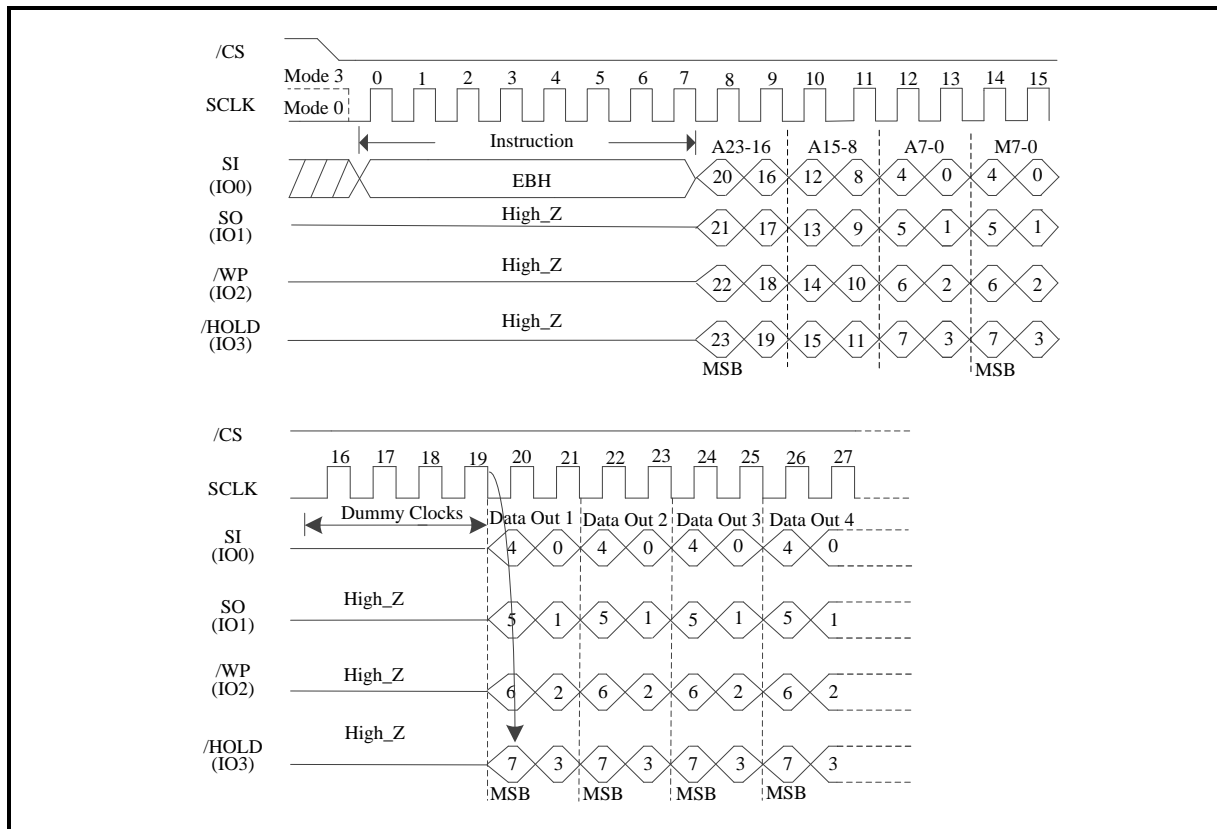 /CS
Mode 3 0 1 2 3 4 5 6 7 8 9 10 11 12 13 14 15
SCLK Mode 0
Instruction A23-16 A15-8 A7-0 M7-0
SI
(IO0) EBH 20 16 12 8 4 0 4 0
SO High_Z
(IO1) 21 17 13 9 5 1 5 1
/WP High_Z
(IO2) 22 18 14 10 6 2 6 2
/HOLD High_Z
(IO3) 23 19 15 11 7 3 7 3
MSB MSB
/CS
16 17 18 19 20 21 22 23 24 25 26 27
SCLK
Dummy Clocks Data Out 1 Data Out 2 Data Out 3 Data Out 4
SI
(IO0) 4 0 4 0 4 0 4 0
SO High_Z
(IO1) 5 1 5 1 5 1 5 1
/WP High_Z
(IO2) 6 2 6 2 6 2 6 2
/HOLD High_Z
(IO3) 7 3 7 3 7 3 7 3
MSB MSB MSB MSB